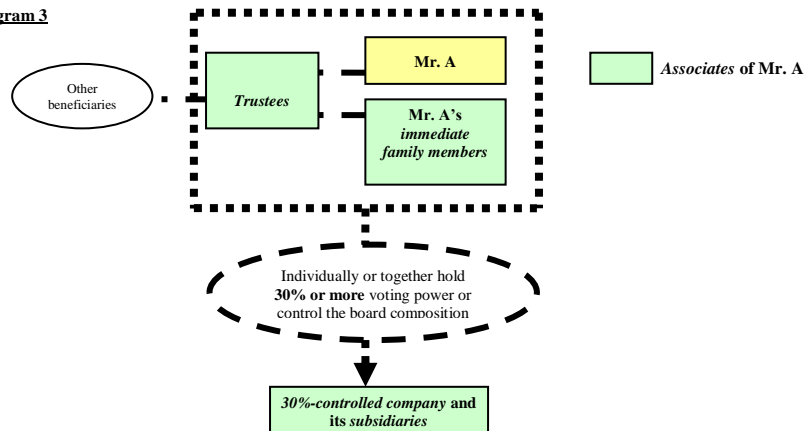 gram 3
Mr. A
Associates of Mr. A
Other
beneficiaries
Trustees
Mr. A's
immediate
family members
Individually or together hold
30% or more voting power or
control the board composition
30%-controlled company and
its subsidiaries